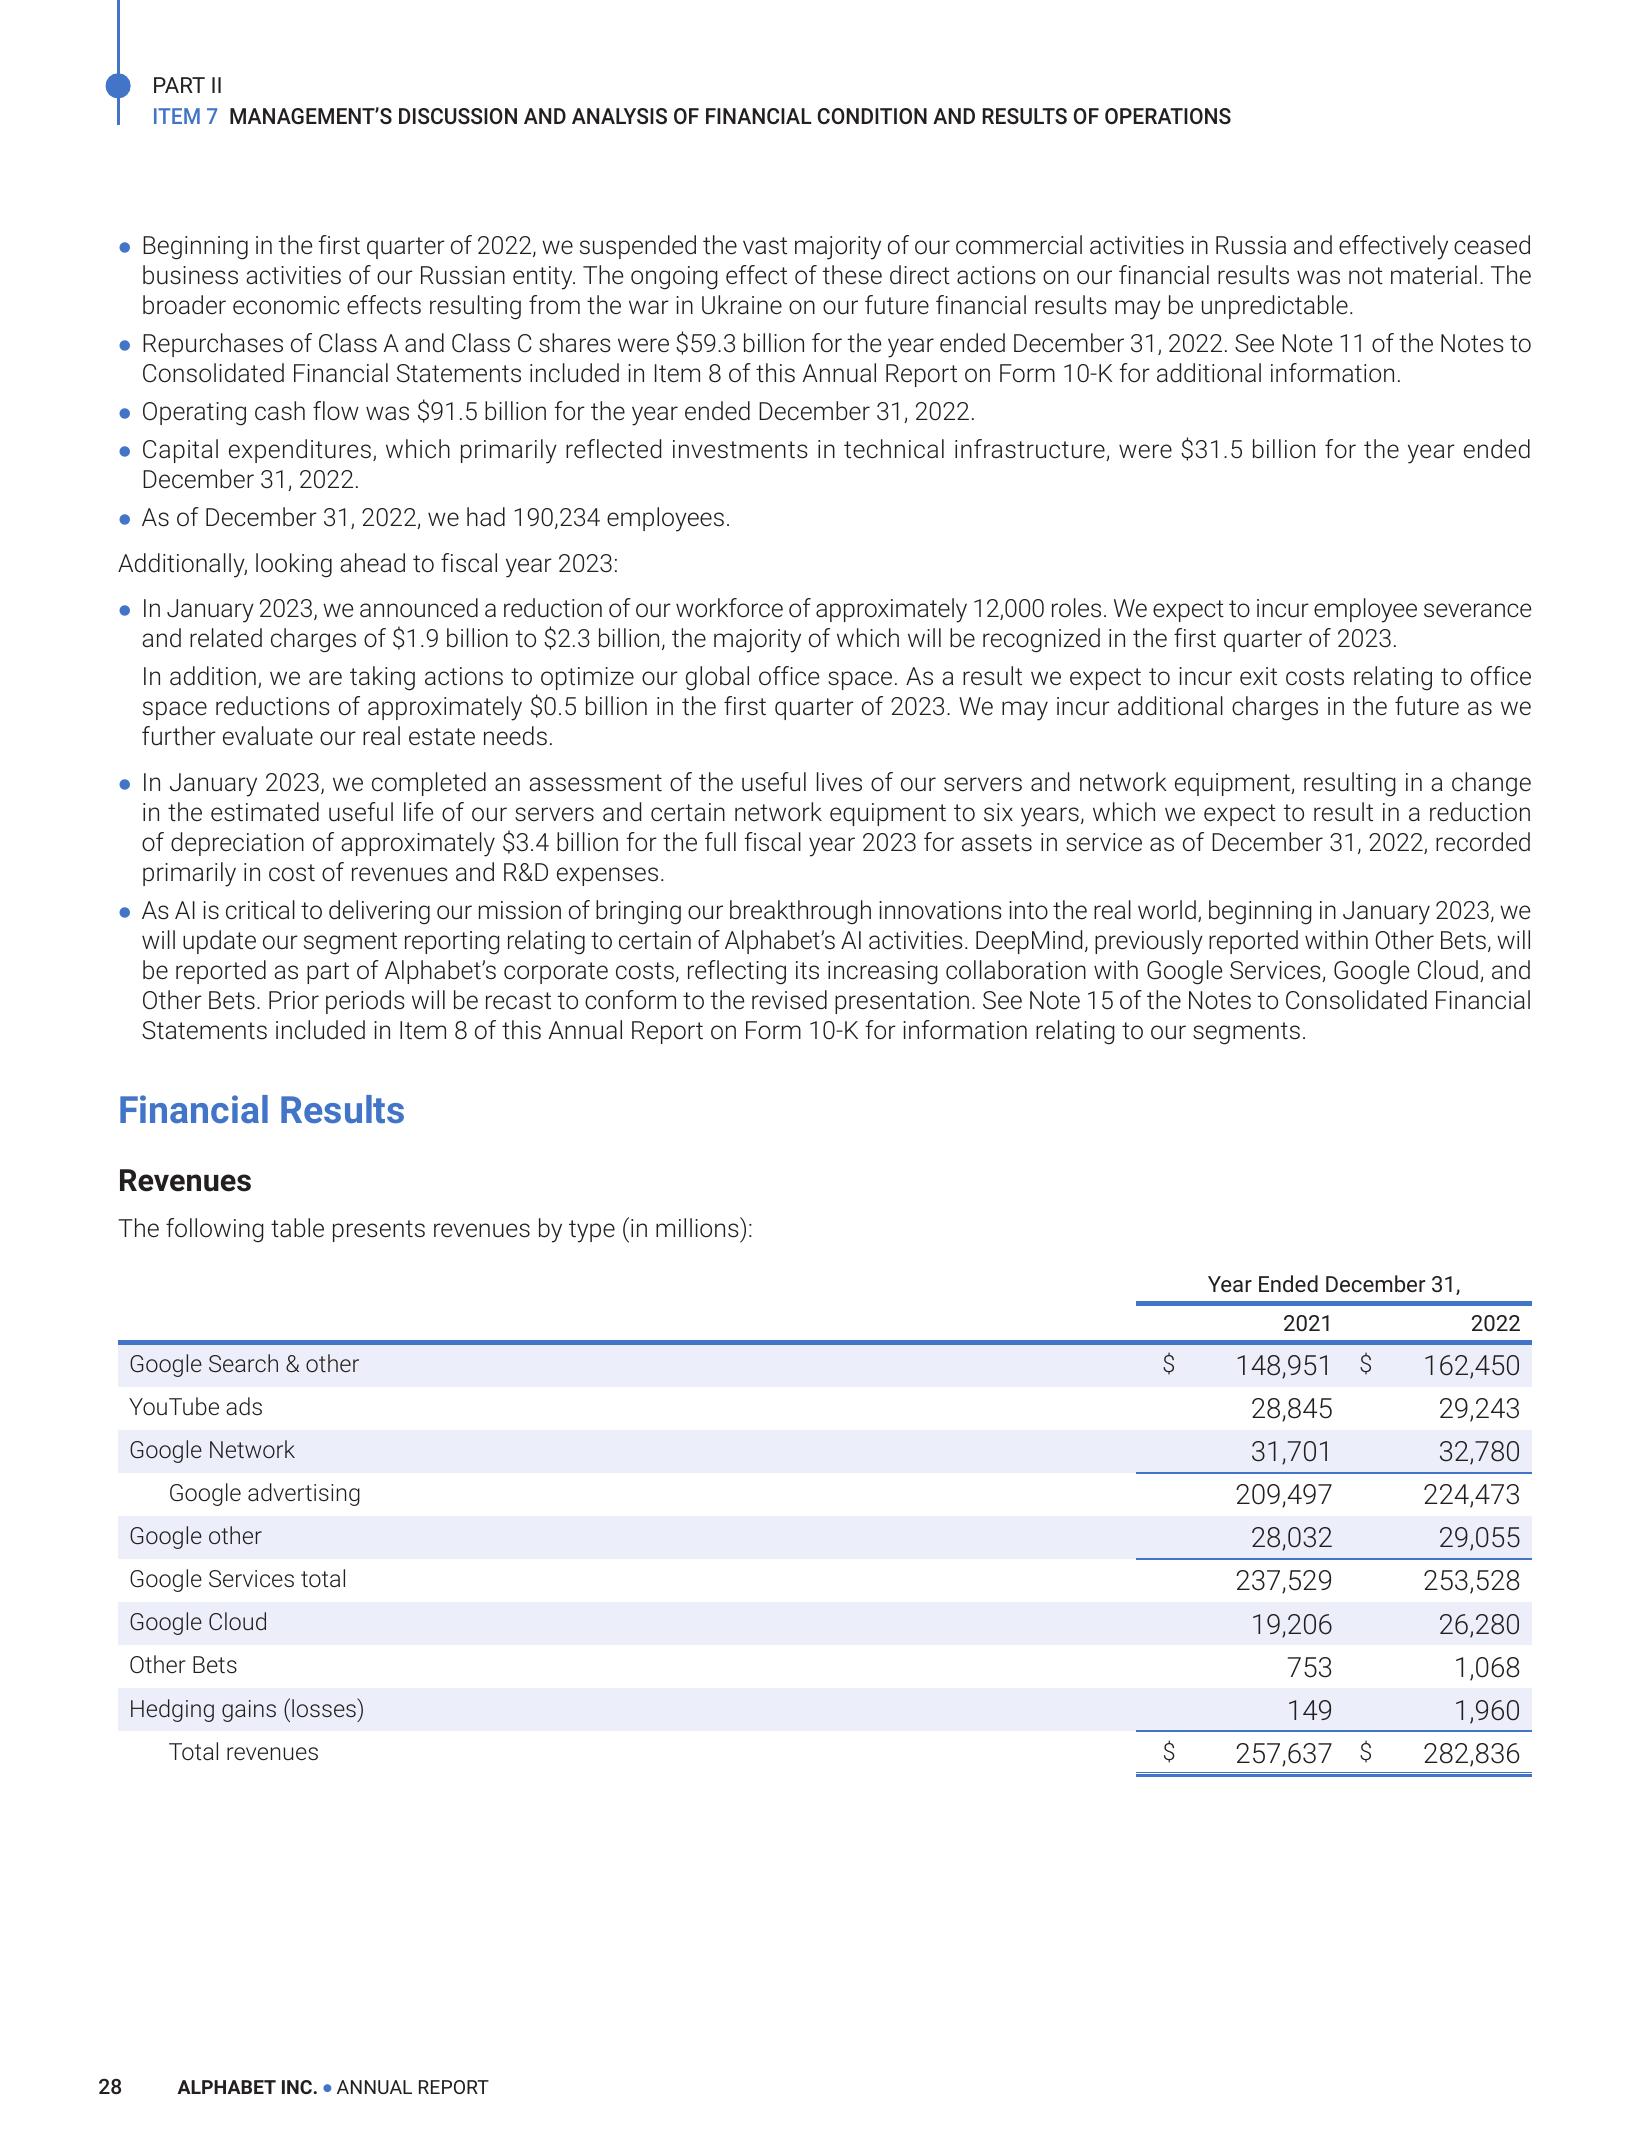 PART II
ITEM 7 MANAGEMENT’S DISCUSSION AND ANALYSIS OF FINANCIAL CONDITION AND RESULTS OF OPERATIONS
● Beginning in the first quarter of 2022, we suspended the vast majority of our commercial activities in Russia and effectively ceased
business activities of our Russian entity. The ongoing effect of these direct actions on our financial results was not material. The
broader economic effects resulting from the war in Ukraine on our future financial results may be unpredictable.
● Repurchases of Class A and Class C shares were $59.3 billion for the year ended December 31, 2022. See Note 11 of the Notes to
Consolidated Financial Statements included in Item 8 of this Annual Report on Form 10-K for additional information.
● Operating cash flow was $91.5 billion for the year ended December 31, 2022.
● Capital expenditures, which primarily reflected investments in technical infrastructure, were $31.5 billion for the year ended
December 31, 2022.
● As of December 31, 2022, we had 190,234 employees.
Additionally, looking ahead to fiscal year 2023:
● In January 2023, we announced a reduction of our workforce of approximately 12,000 roles. We expect to incur employee severance
and related charges of $1.9 billion to $2.3 billion, the majority of which will be recognized in the first quarter of 2023.
In addition, we are taking actions to optimize our global office space. As a result we expect to incur exit costs relating to office
space reductions of approximately $0.5 billion in the first quarter of 2023. We may incur additional charges in the future as we
further evaluate our real estate needs.
● In January 2023, we completed an assessment of the useful lives of our servers and network equipment, resulting in a change
in the estimated useful life of our servers and certain network equipment to six years, which we expect to result in a reduction
of depreciation of approximately $3.4 billion for the full fiscal year 2023 for assets in service as of December 31, 2022, recorded
primarily in cost of revenues and R&D expenses.
● As AI is critical to delivering our mission of bringing our breakthrough innovations into the real world, beginning in January 2023, we
will update our segment reporting relating to certain of Alphabet’s AI activities. DeepMind, previously reported within Other Bets, will
be reported as part of Alphabet’s corporate costs, reflecting its increasing collaboration with Google Services, Google Cloud, and
Other Bets. Prior periods will be recast to conform to the revised presentation. See Note 15 of the Notes to Consolidated Financial
Statements included in Item 8 of this Annual Report on Form 10-K for information relating to our segments.
Financial Results
Revenues
The following table presents revenues by type (in millions):
Year Ended December 31,
2021 2022
Google Search & other $ 148,951 $ 162,450
YouTube ads 28,845 29,243
Google Network 31,701 32,780
Google advertising 209,497 224,473
Google other 28,032 29,055
Google Services total 237,529 253,528
Google Cloud 19,206 26,280
Other Bets 753 1,068
Hedging gains (losses) 149 1,960
Total revenues $ 257,637 $ 282,836
28 ALPHABET INC. ● ANNUAL REPORT